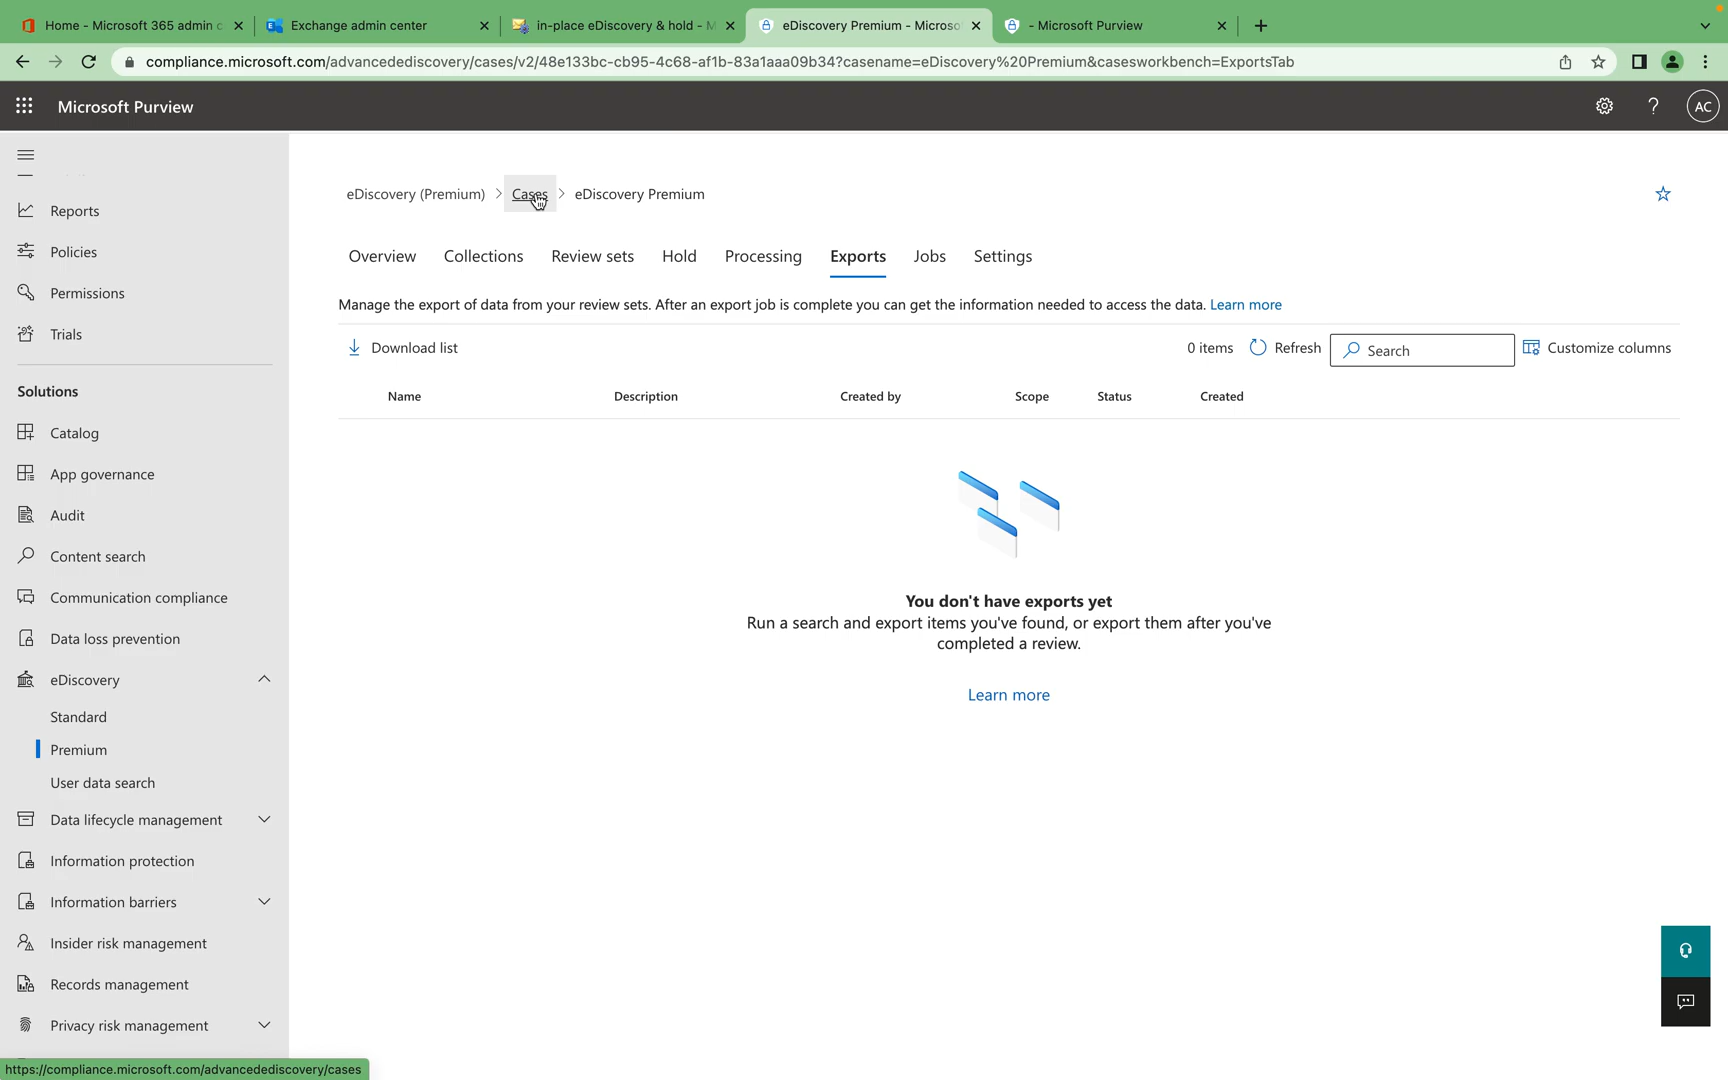 Home - Microsoft 365 admin c
Exchange admin center
in-place eDiscovery & hold - M
eDiscovery Premium - Microso
- Microsoft Purview
compliance.microsoft.com/advancedediscovery/cases/v2/48e133bc-cb95-4c68-af1b-83a1aaa09b34?casename=eDiscovery%20Premium&casesworkbench=ExportsTab
Microsoft Purview
AC
eDiscovery (Premium) > Cases > eDiscovery Premium
Overview Collections Review sets Hold Processing Exports Jobs Settings
Manage the export of data from your review sets. After an export job is complete you can get the information needed to access the data. Learn more
Download list
0 items Refresh Search Customize columns
Name Description Created by Scope Status Created
You don't have exports yet
Run a search and export items you've found, or export them after you've
completed a review.
Learn more
Reports
Policies
Permissions
Trials
Solutions
Catalog
App governance
Audit
Content search
Communication compliance
Data loss prevention
eDiscovery
Standard
Premium
User data search
Data lifecycle management
Information protection
Information barriers
Insider risk management
Records management
Privacy risk management
https://compliance.microsoft.com/advancedediscovery/cases